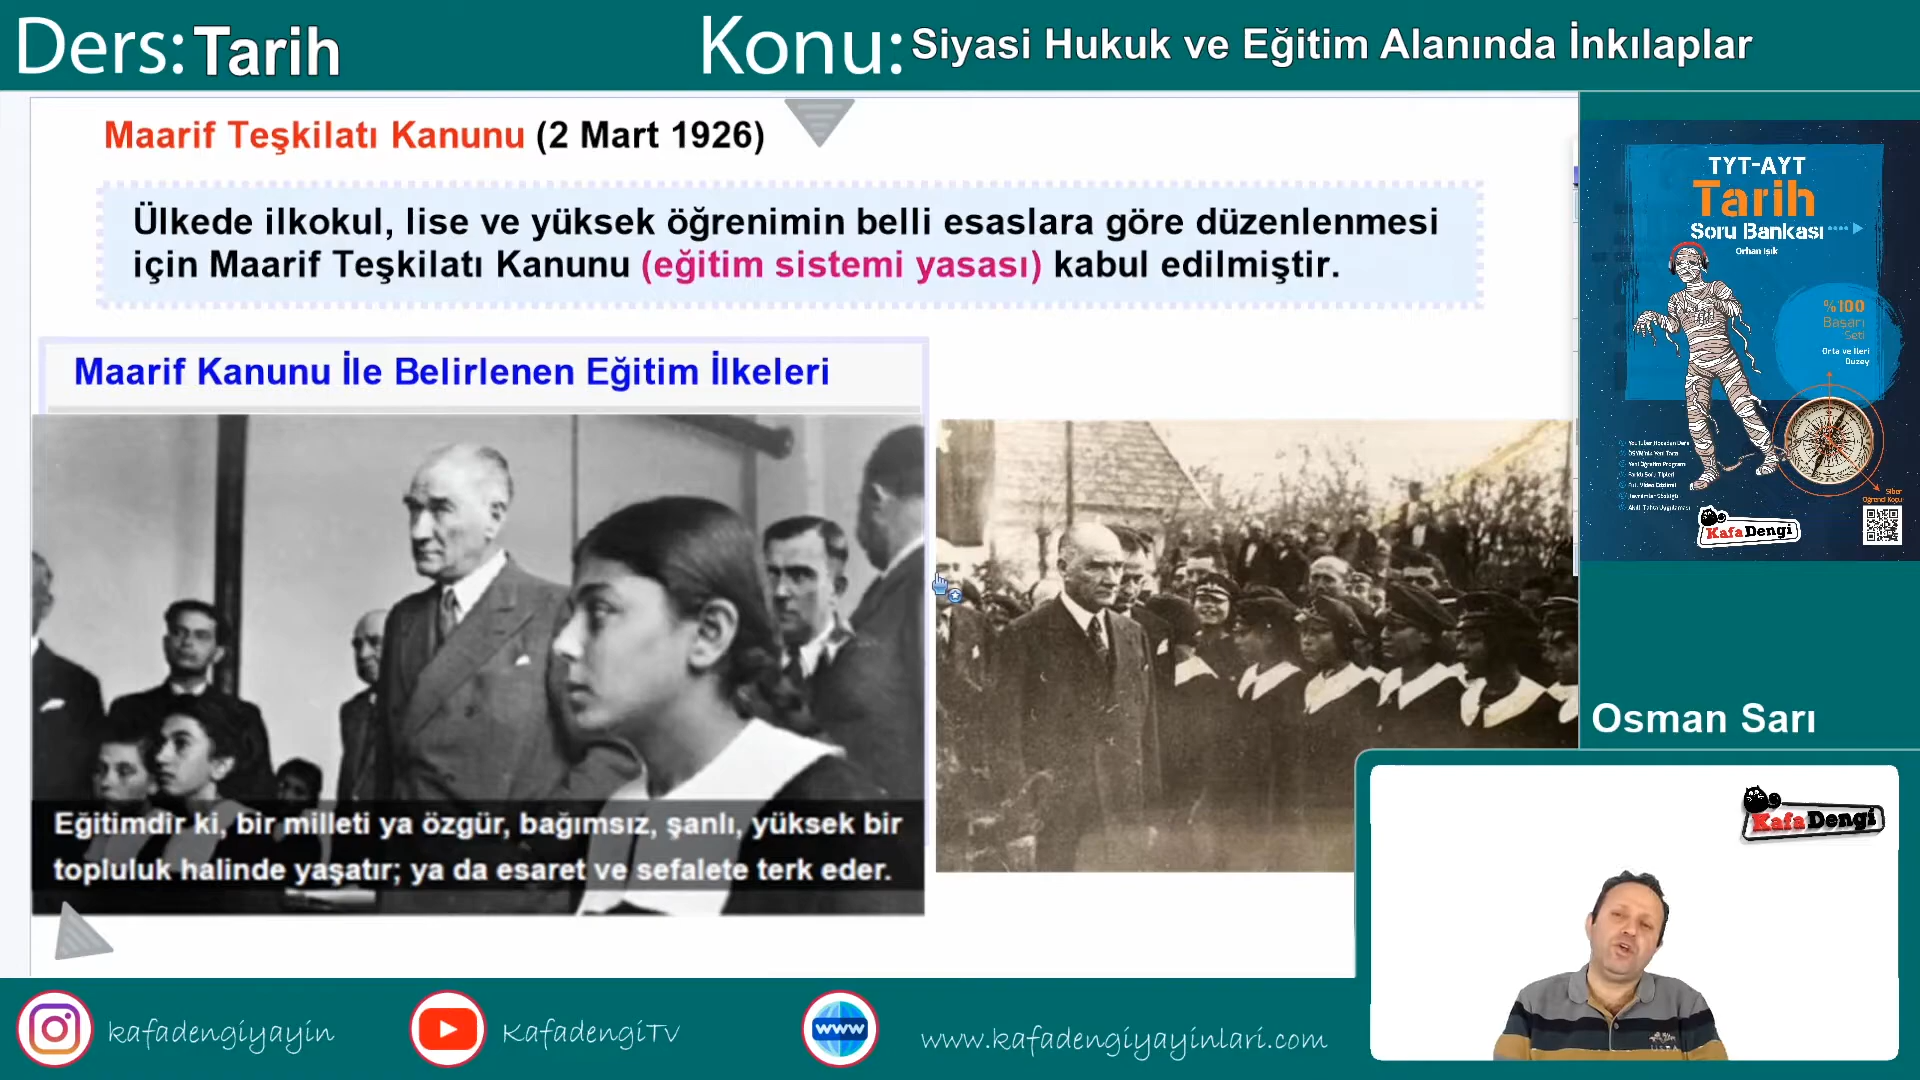 Ders: Tarih
Konu: Siyasi Hukuk ve Eğitim Alanında İnkılaplar
Maarif Teşkilatı Kanunu (2 Mart 1926)
Ülkede ilkokul, lise ve yüksek öğrenimin belli esaslara göre düzenlenmesi
için Maarif Teşkilatı Kanunu (eğitim sistemi yasası) kabul edilmiştir.
Maarif Kanunu İle Belirlenen Eğitim İlkeleri
Eğitimdir ki, bir milleti ya özgür, bağımsız, şanlı, yüksek bir
topluluk halinde yaşatır; ya da esaret ve sefalete terk eder.
TYT-AYT
Tarih
Soru Bankası
Orhan Işık
%100
Başarı
Seti
Orta ve İleri
Düzey
KafaDengi
Osman Sarı
KafaDengi
kafadengiyayin
KafadengiTv
www
www.kafadengiyayinlari.com